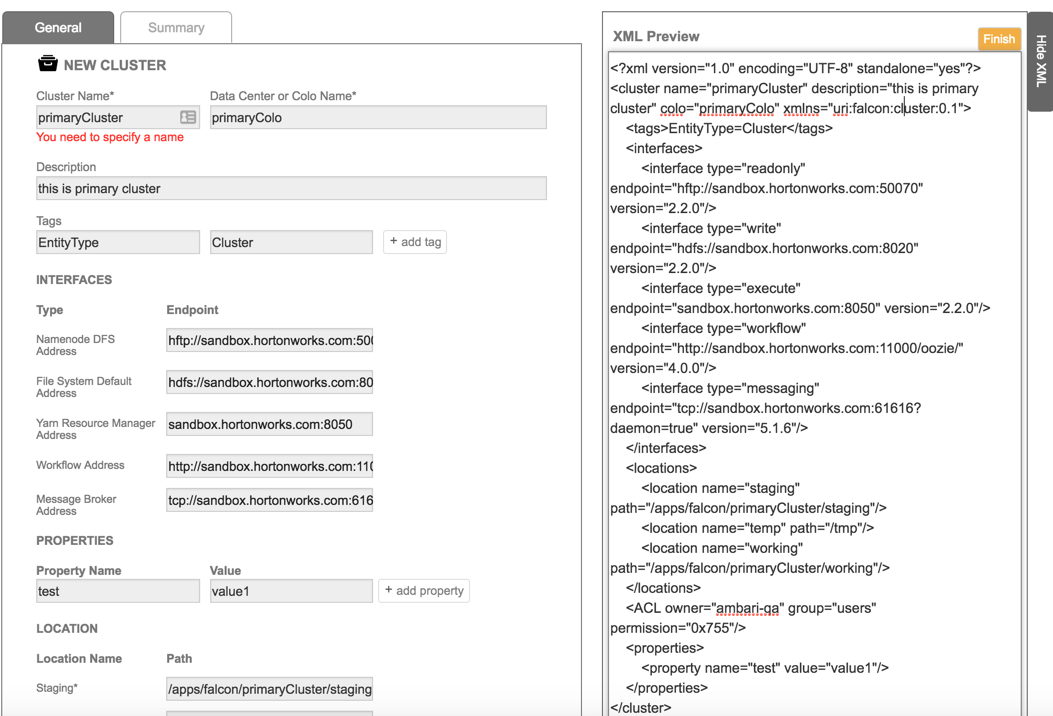 General
Summary
NEW CLUSTER
Cluster Name*
Data Center or Colo Name*
primaryCluster
primaryColo
You need to specify a name
Description
this is primary cluster
Tags
EntityType
Cluster
+ add tag
INTERFACES
Type
Endpoint
Namenode DFS
Address
hftp://sandbox.hortonworks.com:500
File System Default
Address
hdfs://sandbox.hortonworks.com:80
Yarn Resource Manager
Address
sandbox.hortonworks.com:8050
Workflow Address
http://sandbox.hortonworks.com:110
Message Broker
Address
tcp://sandbox.hortonworks.com:616
PROPERTIES
Property Name
Value
test
value1
+ add property
LOCATION
Location Name
Path
Staging*
/apps/falcon/primaryCluster/staging
XML Preview
Finish
Hide XML
<?xml version="1.0" encoding="UTF-8" standalone="yes"?>
<cluster name="primaryCluster" description="this is primary
cluster" colo="primaryColo" xmlns="uri:falcon:cluster:0.1">
<tags>EntityType=Cluster</tags>
<interfaces>
<interface type="readonly"
endpoint="hftp://sandbox.hortonworks.com:50070"
version="2.2.0"/>
<interface type="write"
endpoint="hdfs://sandbox.hortonworks.com:8020"
version="2.2.0"/>
<interface type="execute"
endpoint="sandbox.hortonworks.com:8050" version="2.2.0"/>
<interface type="workflow"
endpoint="http://sandbox.hortonworks.com:11000/oozie/"
version="4.0.0"/>
<interface type="messaging"
endpoint="tcp://sandbox.hortonworks.com:61616?
daemon=true" version="5.1.6"/>
</interfaces>
<locations>
<location name="staging"
path="/apps/falcon/primaryCluster/staging"/>
<location name="temp" path="/tmp"/>
<location name="working"
path="/apps/falcon/primaryCluster/working"/>
</locations>
<ACL owner="ambari-qa" group="users"
permission="0x755"/>
<properties>
<property name="test" value="value1"/>
</properties>
</cluster>